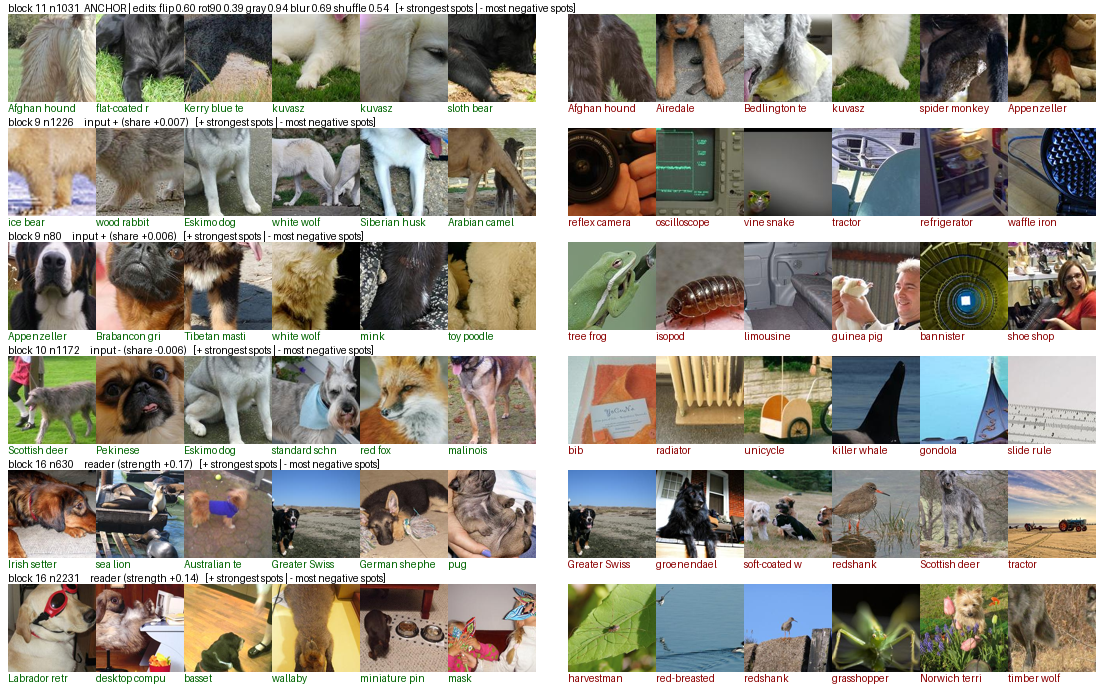 block 11 n1031 ANCHOR | edits: flip 0.60 rot90 0.39 gray 0.94 blur 0.69 shuffle 0.54 [+ strongest spots | - most negative spots]
Afghan hound flat-coated r Kerry blue te kuvasz kuvasz sloth bear Afghan hound Airedale Bedlington te kuvasz spider monkey Appenzeller
block 9 n1226 input + (share +0.007) [+ strongest spots | - most negative spots]
ice bear wood rabbit Eskimo dog white wolf Siberian husk Arabian camel reflex camera oscilloscope vine snake tractor refrigerator waffle iron
block 9 n80 input + (share +0.006) [+ strongest spots | - most negative spots]
Appenzeller Brabancon gri Tibetan masti white wolf mink toy poodle tree frog isopod limousine guinea pig bannister shoe shop
block 10 n1172 input - (share -0.006) [+ strongest spots | - most negative spots]
Scottish deer Pekinese Eskimo dog standard schn red fox malinois bib radiator unicycle killer whale gondola slide rule
block 16 n630 reader (strength +0.17) [+ strongest spots | - most negative spots]
Irish setter sea lion Australian te Greater Swiss German shephe pug Greater Swiss groenendael soft-coated w redshank Scottish deer tractor
block 16 n2231 reader (strength +0.14) [+ strongest spots | - most negative spots]
Labrador retr desktop compu basset wallaby miniature pin mask harvestman red-breasted redshank grasshopper Norwich terri timber wolf